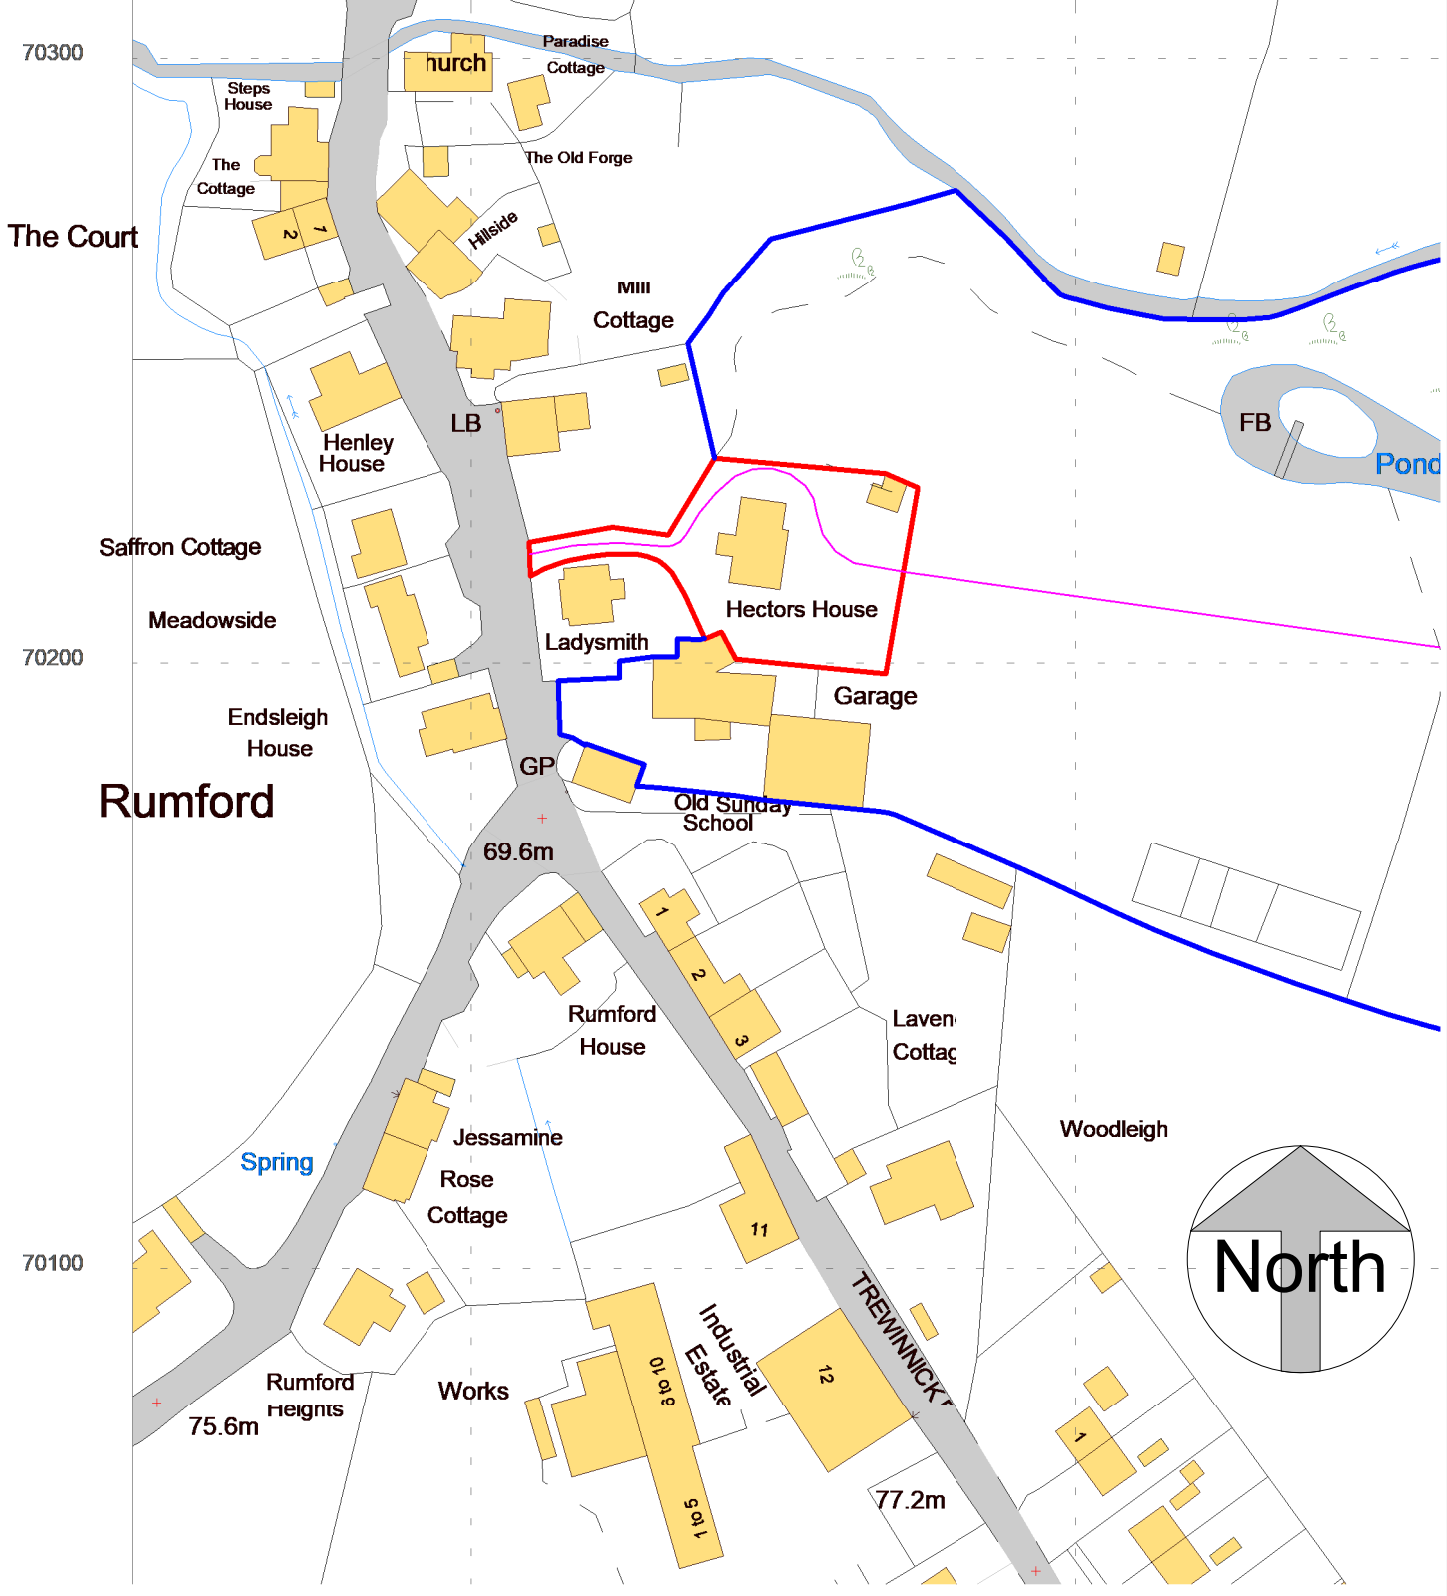 70300
Paradise
Cottage
hurch
Steps
House
The
Cottage
The Old Forge
1
2
Hillside
The Court
Mill
Cottage
LB
FB
Henley
House
Pond
Saffron Cottage
Meadowside
Hectors House
Ladysmith
70200
Garage
Endsleigh
House
GP
Rumford
Old Sunday
School
69.6m
1
2
3
Rumford
House
Laven
Cottag
Jessamine
Woodleigh
Spring
Rose
Cottage
11
70100
North
TREWINNICK
Industrial
Estate
12
9 to 10
Rumford
Heights
Works
75.6m
1
77.2m
1 to 5